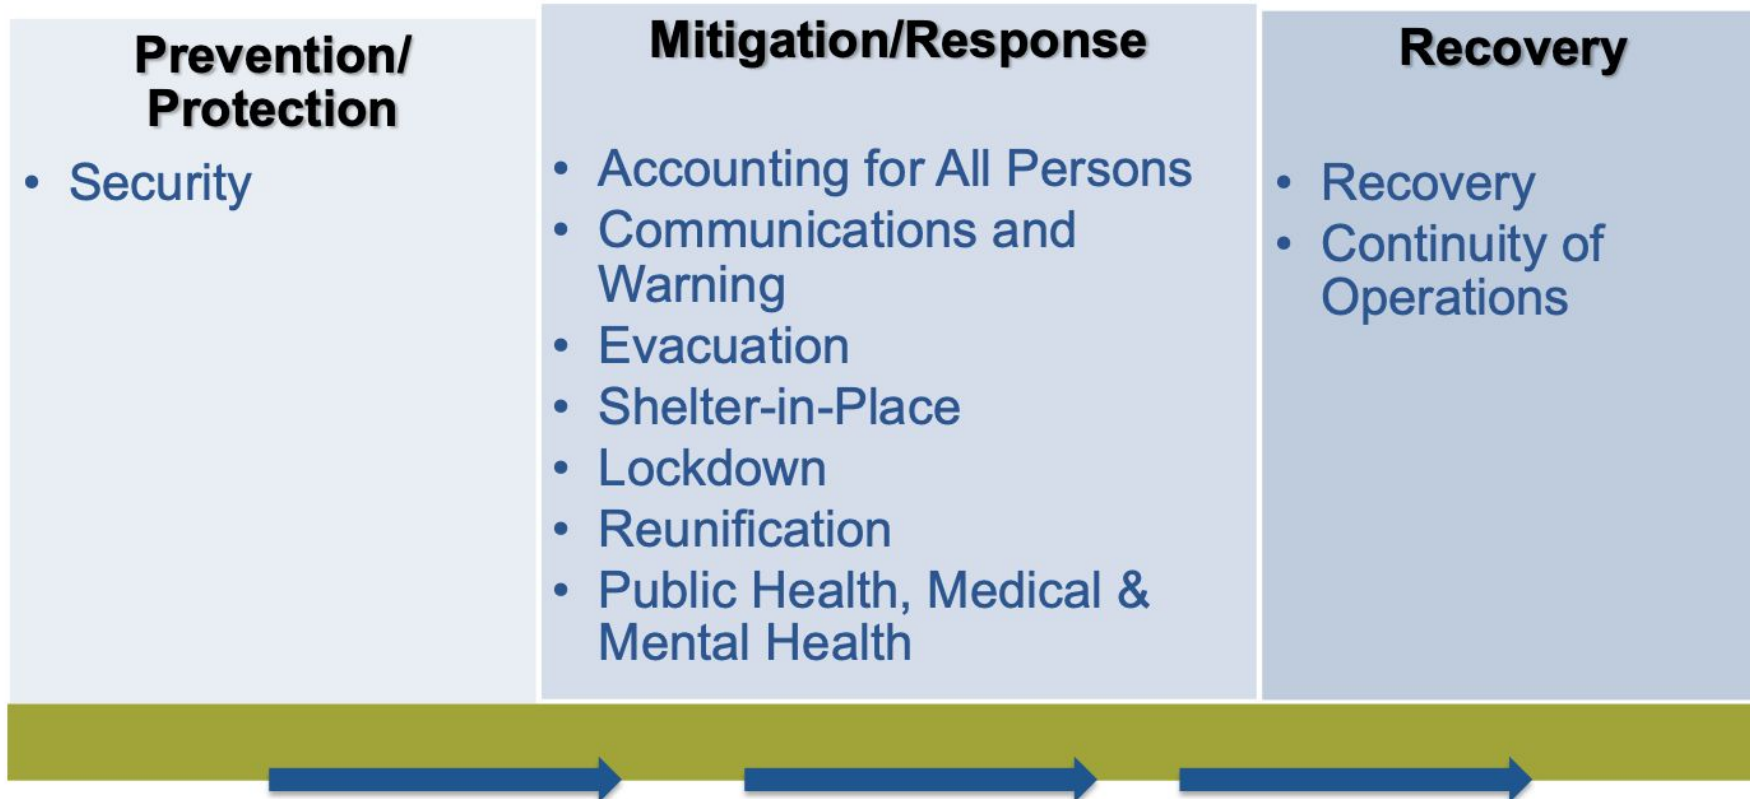 Prevention/
Protection
• Security
Mitigation/Response
• Accounting for All Persons
• Communications and
Warning
• Evacuation
• Shelter-in-Place
• Lockdown
• Reunification
• Public Health, Medical &
Mental Health
Recovery
• Recovery
• Continuity of
Operations